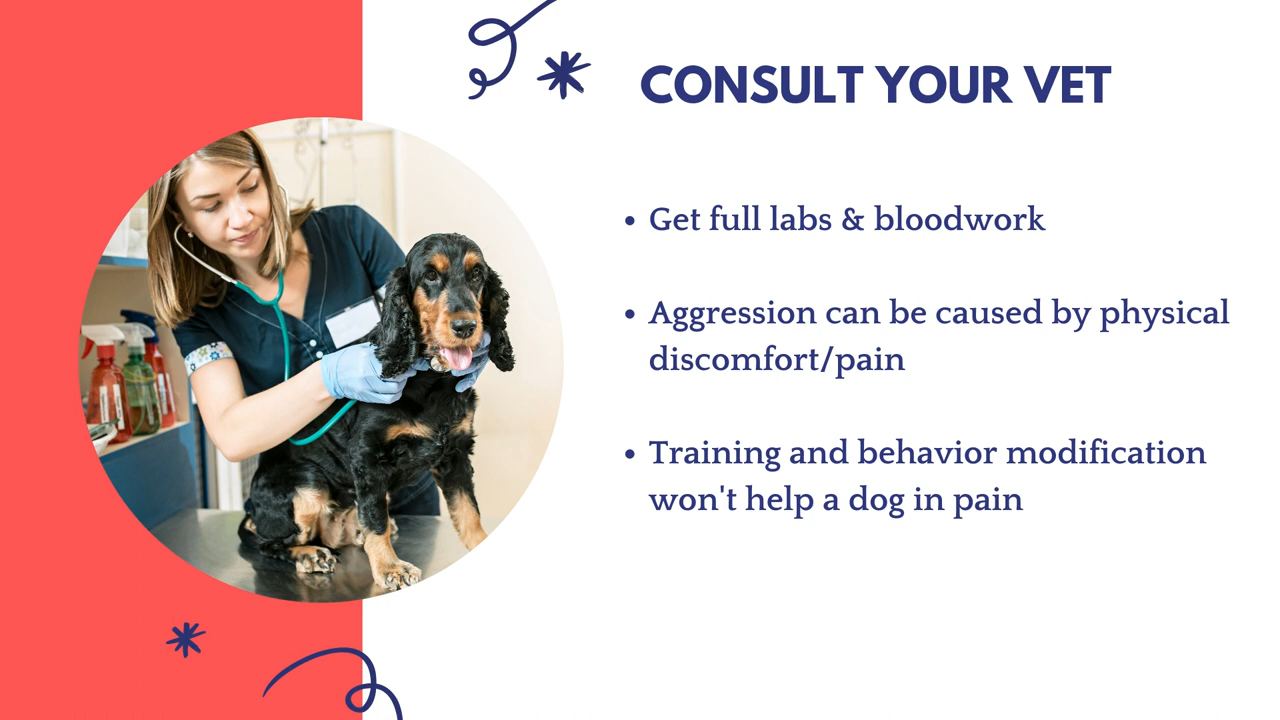 CONSULT YOUR VET
• Get full labs & bloodwork
• Aggression can be caused by physical
discomfort/pain
• Training and behavior modification
won't help a dog in pain